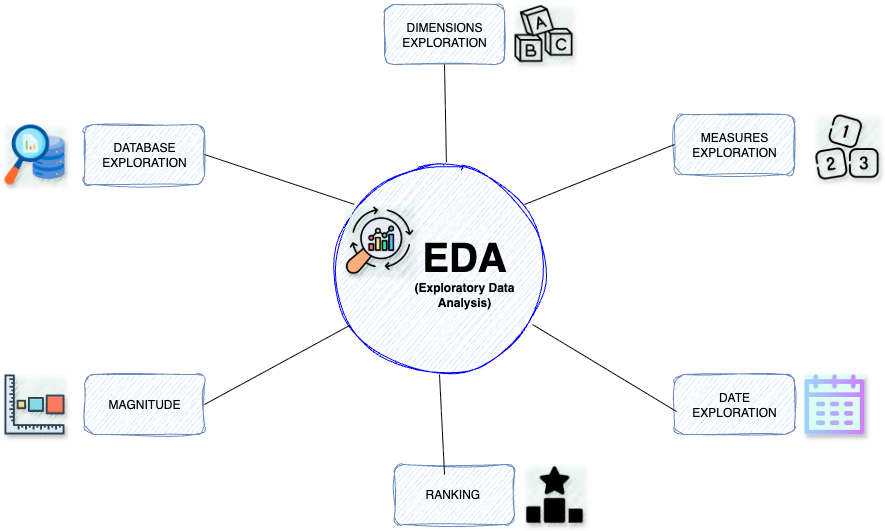 DIMENSIONS
EXPLORATION
A
B C
DATABASE
EXPLORATION
MEASURES
EXPLORATION
1
2 3
EDA
(Exploratory Data
Analysis)
MAGNITUDE
DATE
EXPLORATION
RANKING